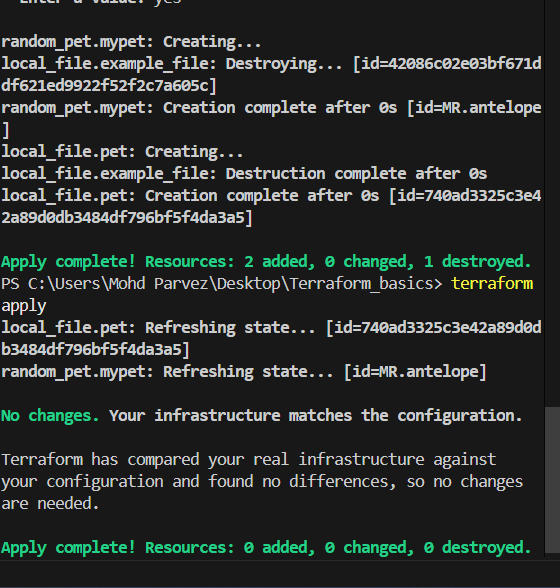 Enter a value: yes
random_pet.mypet: Creating...
local_file.example_file: Destroying... [id=42086c02e03bf671d
df621ed9922f52f2c7a605c]
random_pet.mypet: Creation complete after 0s [id=MR.antelope
]
local_file.pet: Creating...
local_file.example_file: Destruction complete after 0s
local_file.pet: Creation complete after 0s [id=740ad3325c3e4
2a89d0db3484df796bf5f4da3a5]
Apply complete! Resources: 2 added, 0 changed, 1 destroyed.
PS C:\Users\Mohd Parvez\Desktop\Terraform_basics> terraform
apply
local_file.pet: Refreshing state... [id=740ad3325c3e42a89d0d
b3484df796bf5f4da3a5]
random_pet.mypet: Refreshing state... [id=MR.antelope]
No changes. Your infrastructure matches the configuration.
Terraform has compared your real infrastructure against
your configuration and found no differences, so no changes
are needed.
Apply complete! Resources: 0 added, 0 changed, 0 destroyed.